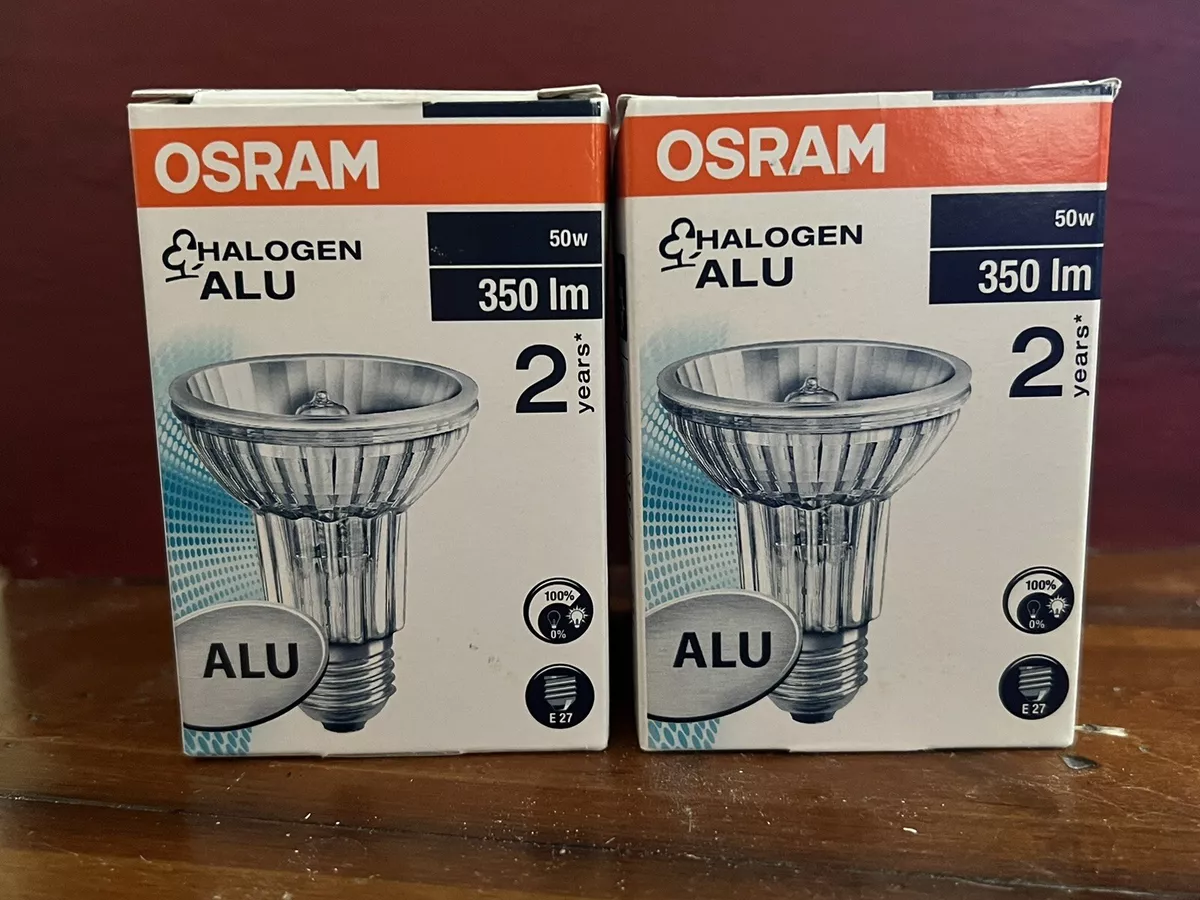 OSRAM
HALOGEN
ALU
50w
350 lm
2 years*
ALU
100%
0%
E 27
OSRAM
HALOGEN
ALU
50w
350 lm
2 years*
ALU
100%
0%
E 27